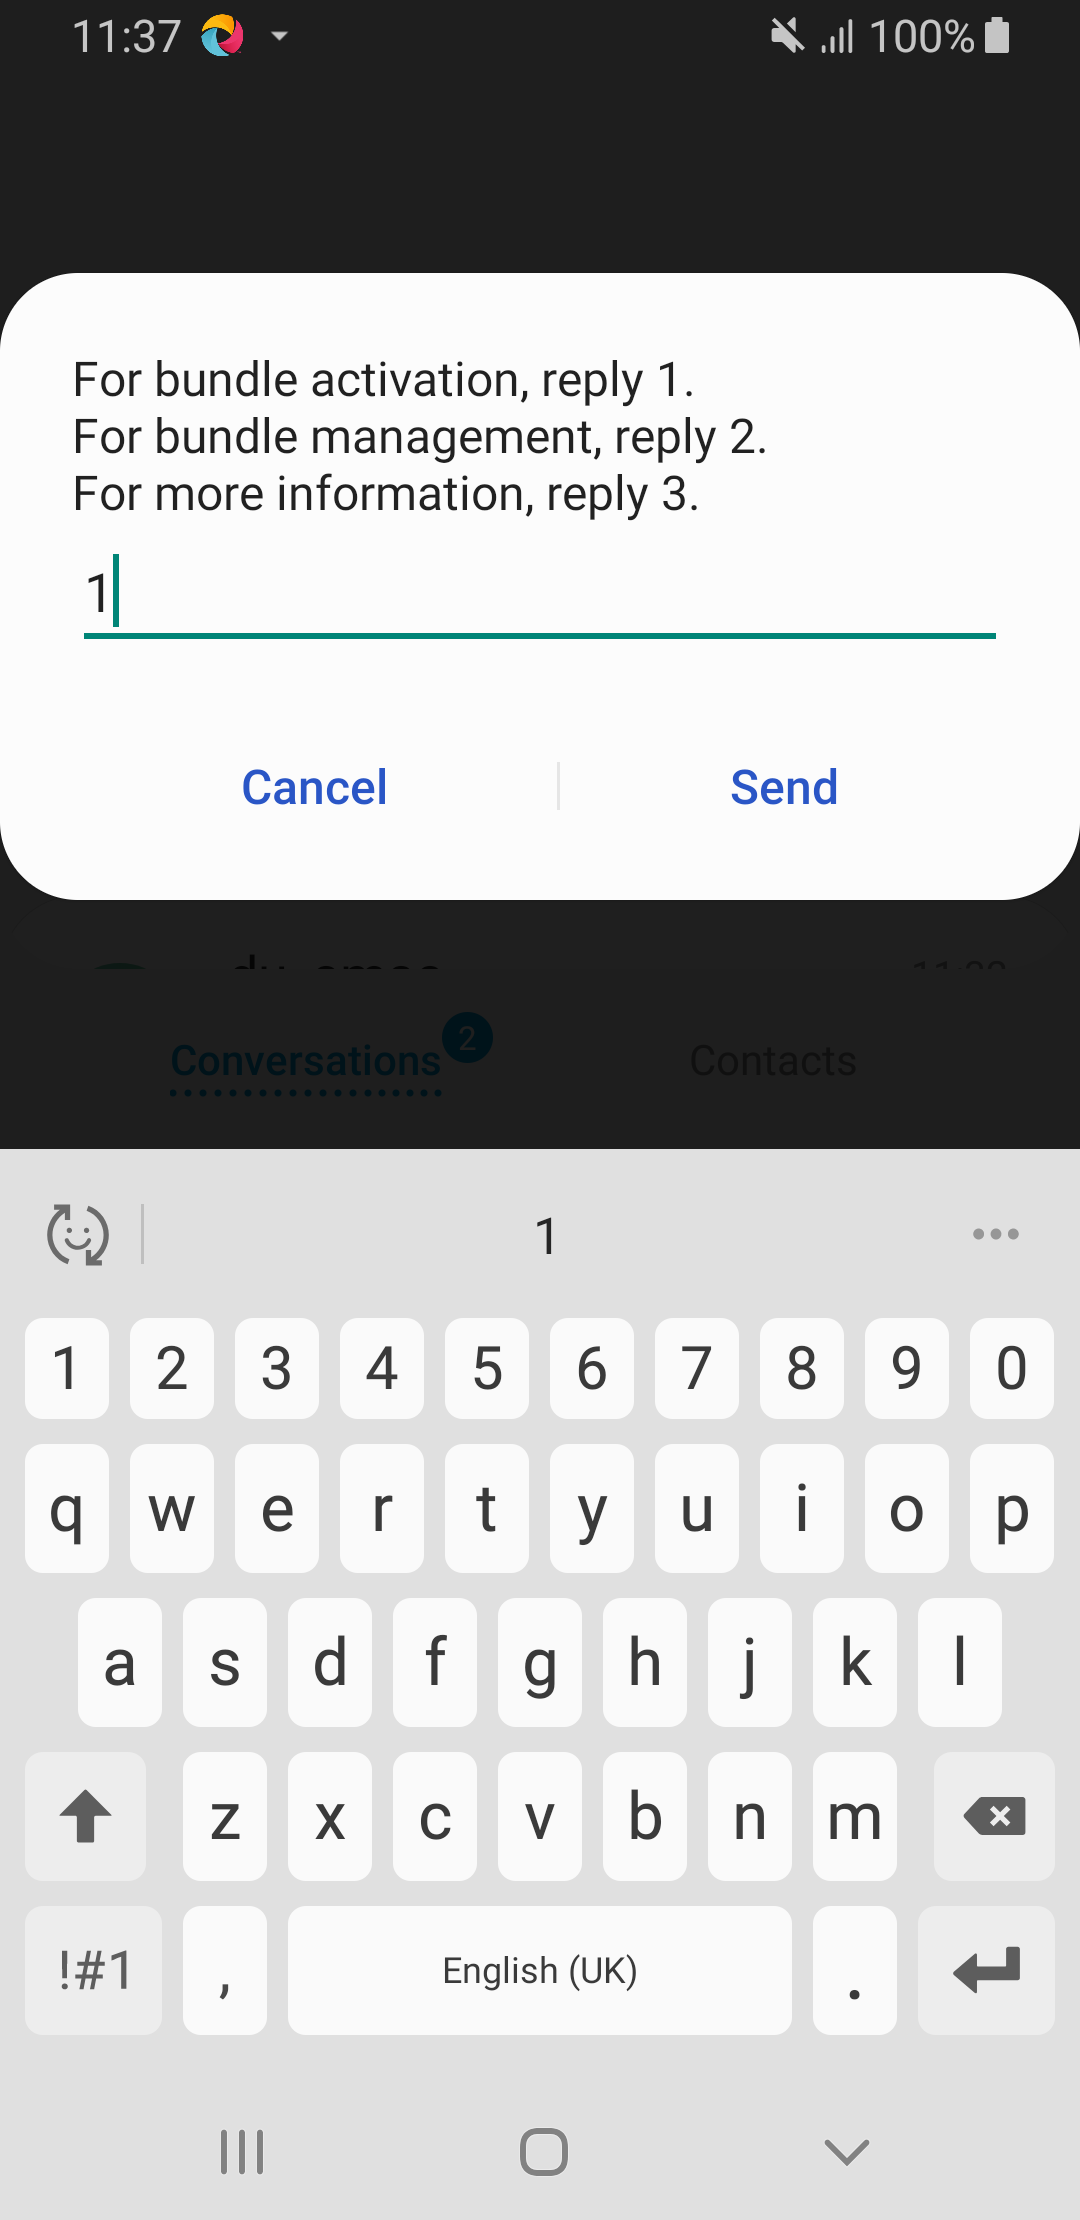 11:37
100%
For bundle activation, reply 1.
For bundle management, reply 2.
For more information, reply 3.
1
Cancel
Send
Conversations
2
Contacts
1
1 2 3 4 5 6 7 8 9 0
q w e r t y u i o p
a s d f g h j k l
z x c v b n m
!#1 , English (UK) .